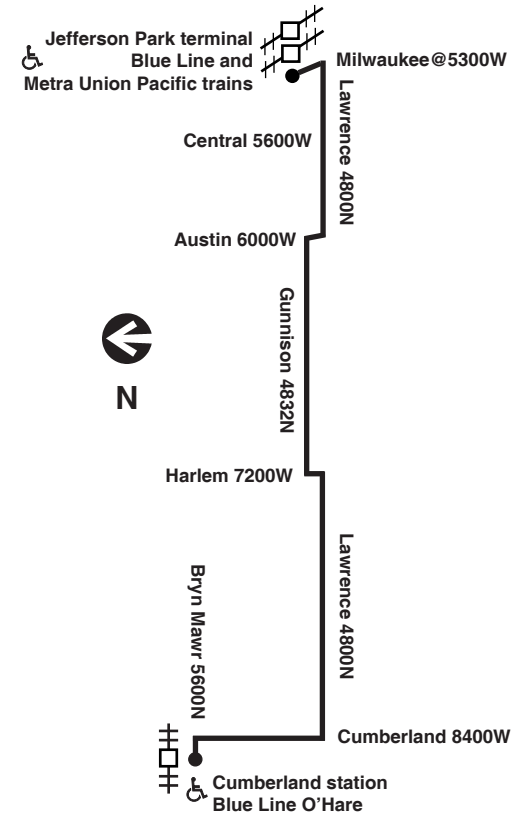 Jefferson Park terminal
Blue Line and
Metra Union Pacific trains
Milwaukee@5300W
Lawrence 4800N
Central 5600W
Austin 6000W
Gunnison 4832N
N
Harlem 7200W
Lawrence 4800N
Bryn Mawr 5600N
Cumberland 8400W
Cumberland station
Blue Line O'Hare